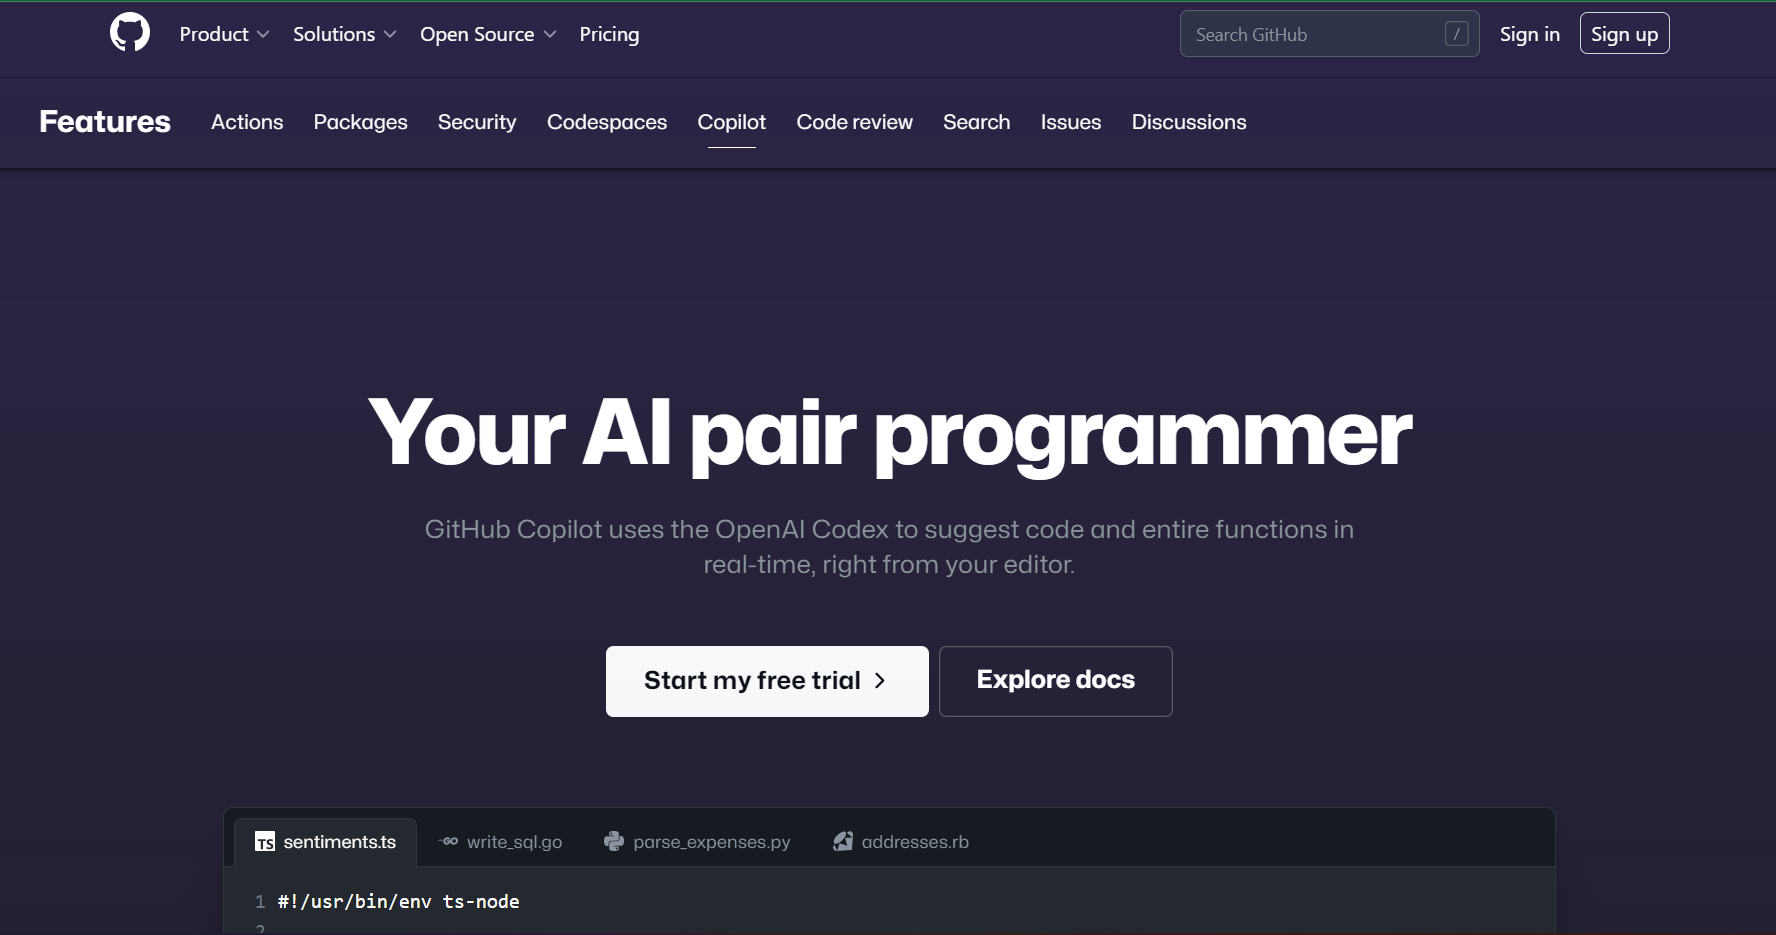 Product Solutions Open Source Pricing Search GitHub / Sign in Sign up
Features Actions Packages Security Codespaces Copilot Code review Search Issues Discussions
Your AI pair programmer
GitHub Copilot uses the OpenAI Codex to suggest code and entire functions in
real-time, right from your editor.
Start my free trial Explore docs
TS sentiments.ts GO write_sql.go parse_expenses.py addresses.rb
1 #!/usr/bin/env ts-node
2